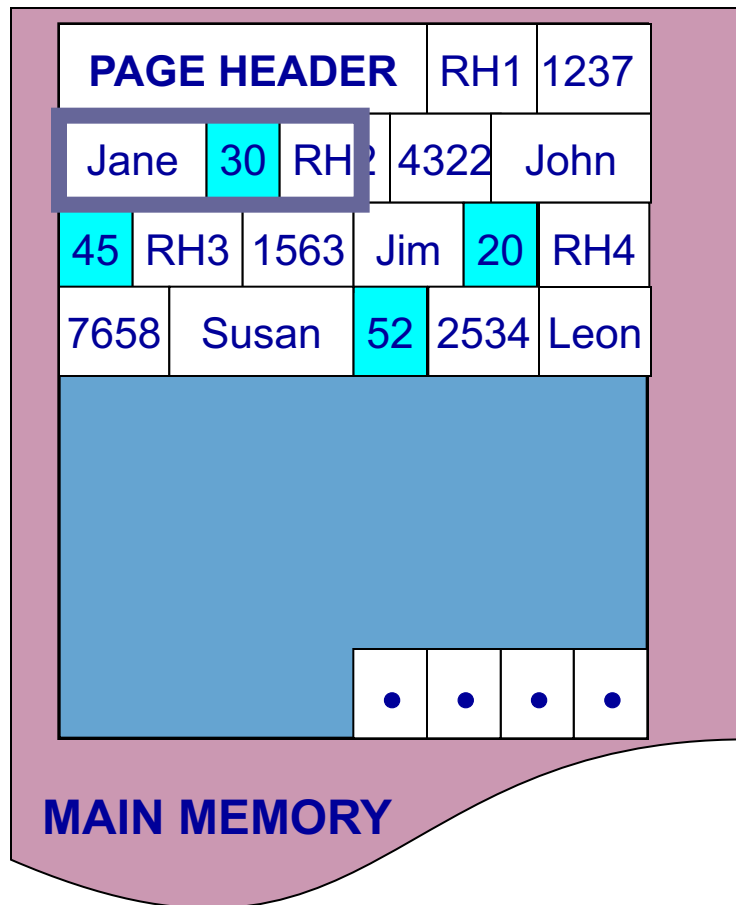 PAGE HEADER RH1 1237
Jane 30 RH2 4322 John
45 RH3 1563 Jim 20 RH4
7658 Susan 52 2534 Leon
• • • •
MAIN MEMORY